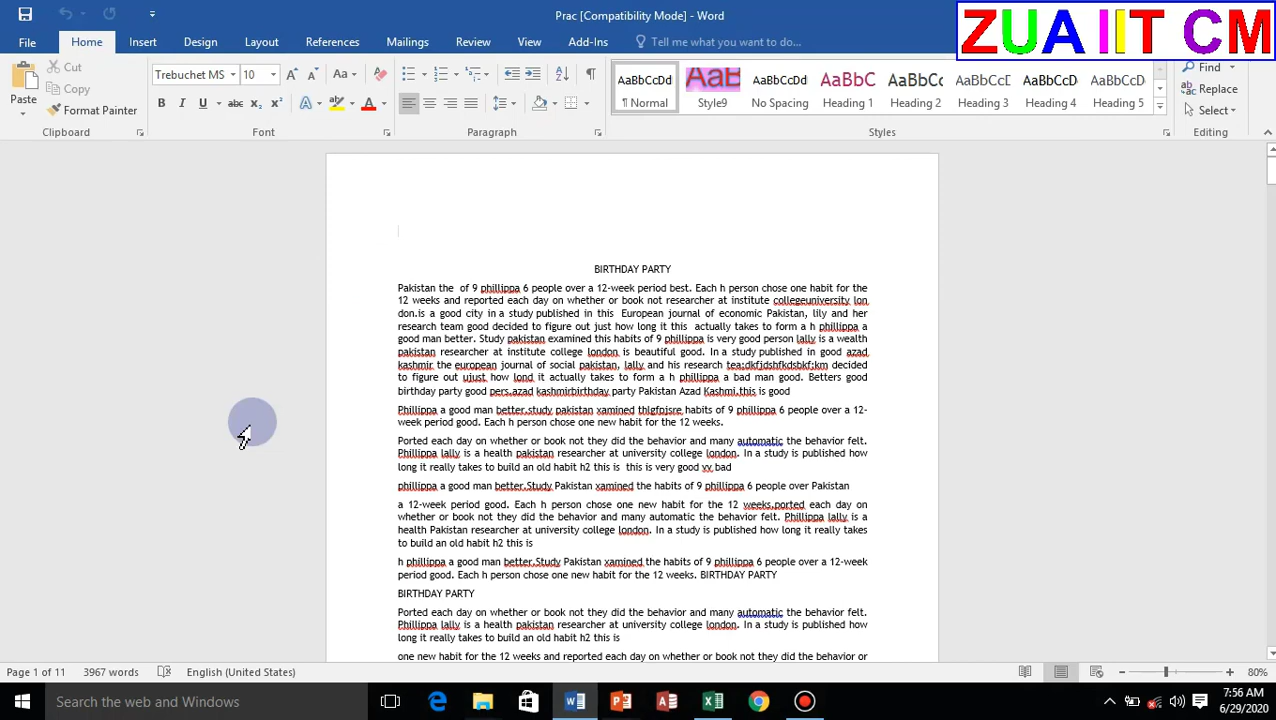 Prac [Compatibility Mode] - Word
ZUA IIT CM
File Home Insert Design Layout References Mailings Review View Add-Ins Tell me what you want to do...
Paste
Cut
Copy
Format Painter
Clipboard
Trebuchet MS 10
Font
Paragraph
AaBbCcDd AaB AaBbCcDd AaBbC AaBbCc AaBbCcDd AaBbCcD AaBbCcDd
¶ Normal Style9 No Spacing Heading 1 Heading 2 Heading 3 Heading 4 Heading 5
Styles
Find
Replace
Select
Editing
BIRTHDAY PARTY
Pakistan the of 9 phillippa 6 people over a 12-week period best. Each h person chose one habit for the
12 weeks and reported each day on whether or book not researcher at institute collegeuniversity lon
don.is a good city in a study published in this European journal of economic Pakistan, lily and her
research team good decided to figure out just how long it this actually takes to form a h phillippa a
good man better. Study pakistan examined this habits of 9 phillippa is very good person lally is a wealth
pakistan researcher at institute college london is beautiful good. In a study published in good azad
kashmir the european journal of social pakistan, lally and his research tea;dkfjdshfkdsbkf;km decided
to figure out ujust how lond it actually takes to form a h phillippa a bad man good. Betters good
birthday party good pers.azad kashmirbirthday party Pakistan Azad Kashmi.this is good
Phillippa a good man better.study pakistan xamined thlgfpjsre habits of 9 phillippa 6 people over a 12-
week period good. Each h person chose one new habit for the 12 weeks.
Ported each day on whether or book not they did the behavior and many automatic the behavior felt.
Phillippa lally is a health pakistan researcher at university college london. In a study is published how
long it really takes to build an old habit h2 this is this is very good vv bad
phillippa a good man better.Study Pakistan xamined the habits of 9 phillippa 6 people over Pakistan
a 12-week period good. Each h person chose one new habit for the 12 weeks.ported each day on
whether or book not they did the behavior and many automatic the behavior felt. Phillippa lally is a
health Pakistan researcher at university college london. In a study is published how long it really takes
to build an old habit h2 this is
h phillippa a good man better.Study Pakistan xamined the habits of 9 phillippa 6 people over a 12-week
period good. Each h person chose one new habit for the 12 weeks. BIRTHDAY PARTY
BIRTHDAY PARTY
Ported each day on whether or book not they did the behavior and many automatic the behavior felt.
Phillippa lally is a health pakistan researcher at university college london. In a study is published how
long it really takes to build an old habit h2 this is
one new habit for the 12 weeks and reported each day on whether or book not they did the behavior or
Page 1 of 11 3967 words English (United States) 80%
Search the web and Windows
7:56 AM
6/29/2020